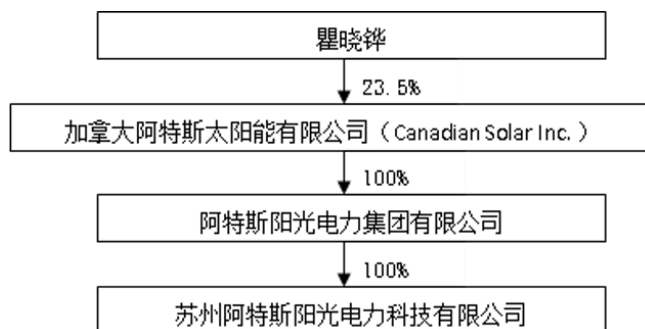 瞿晓铧
23.5%
加拿大阿特斯太阳能有限公司（Canadian Solar Inc.）
100%
阿特斯阳光电力集团有限公司
100%
苏州阿特斯阳光电力科技有限公司